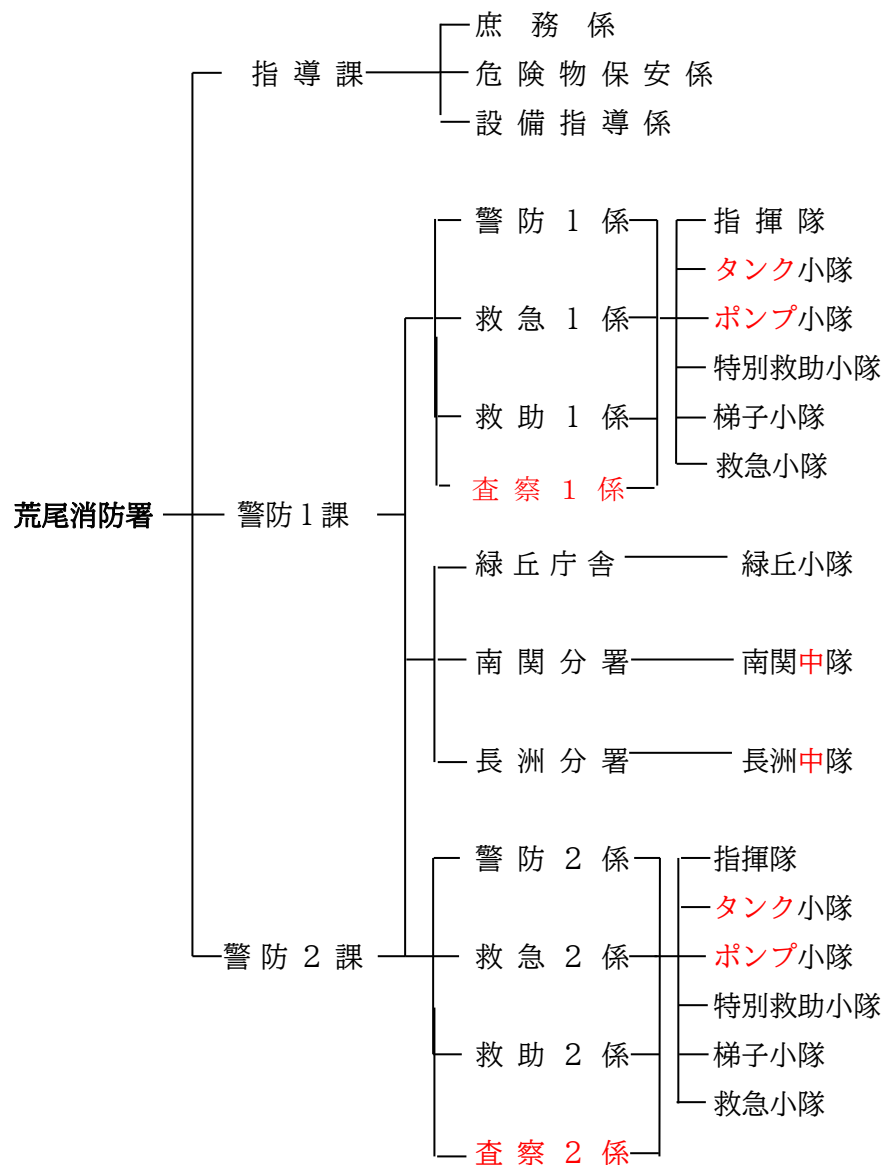 庶務係
指導課 危険物保安係
設備指導係
警防1係 指揮隊
タンク小隊
救急1係 ポンプ小隊
特別救助小隊
救助1係 梯子小隊
救急小隊
査察1係
荒尾消防署 警防1課
緑丘庁舎 緑丘小隊
南関分署 南関中隊
長洲分署 長洲中隊
警防2係 指揮隊
タンク小隊
警防2課 救急2係 ポンプ小隊
特別救助小隊
救助2係 梯子小隊
救急小隊
査察2係